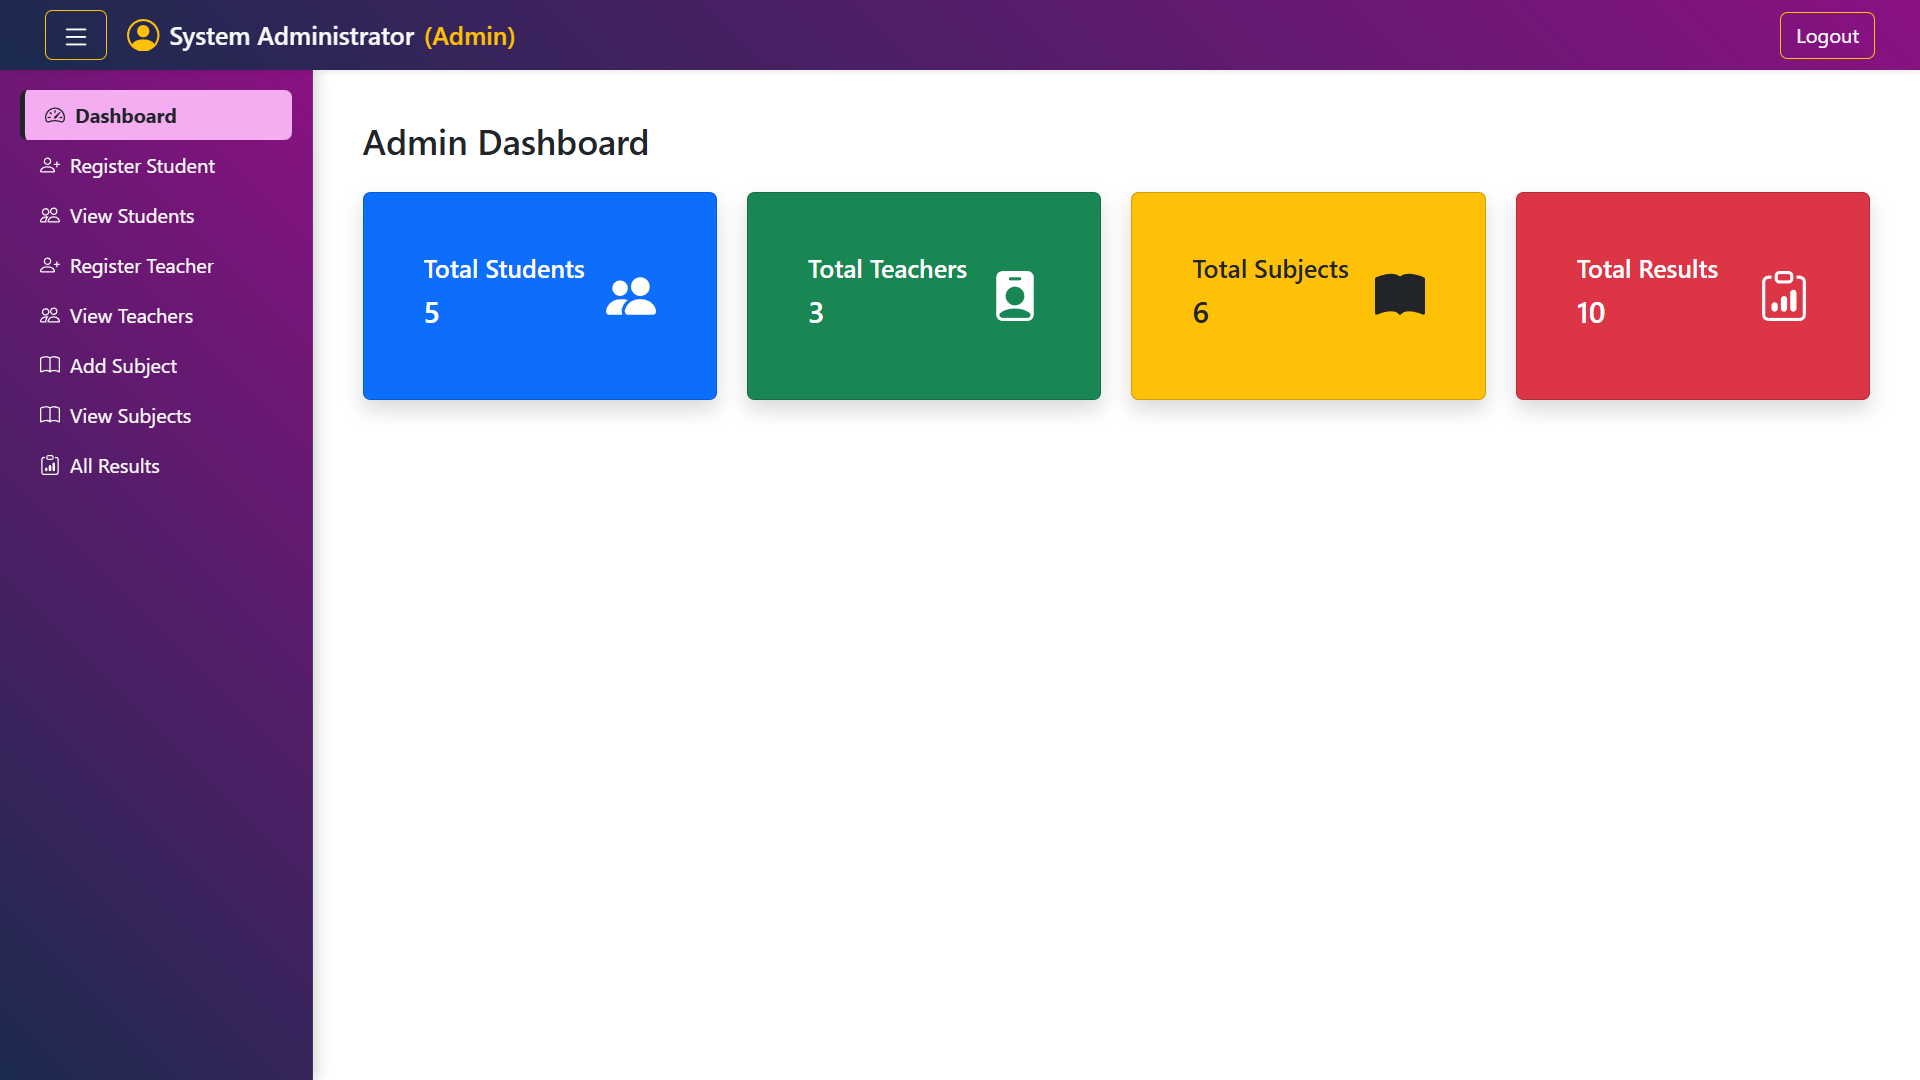 System Administrator (Admin)
Logout
Dashboard
Register Student
View Students
Register Teacher
View Teachers
Add Subject
View Subjects
All Results
Admin Dashboard
Total Students
5
Total Teachers
3
Total Subjects
6
Total Results
10